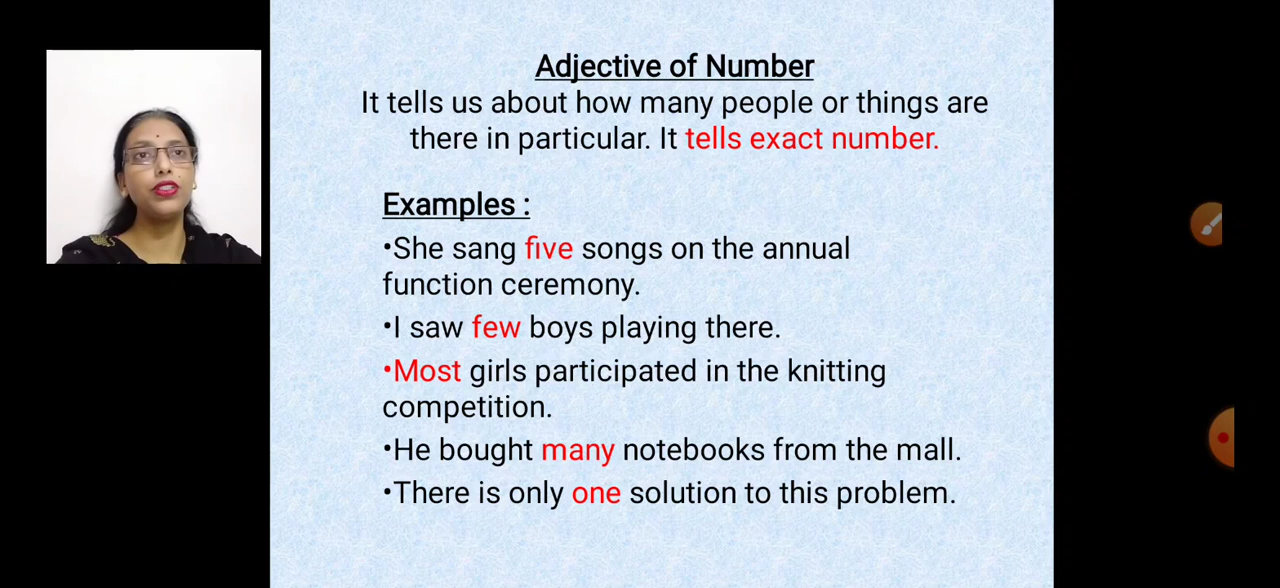 Adjective of Number
It tells us about how many people or things are
there in particular. It tells exact number.
Examples :
•She sang five songs on the annual
function ceremony.
•I saw few boys playing there.
•Most girls participated in the knitting
competition.
•He bought many notebooks from the mall.
•There is only one solution to this problem.